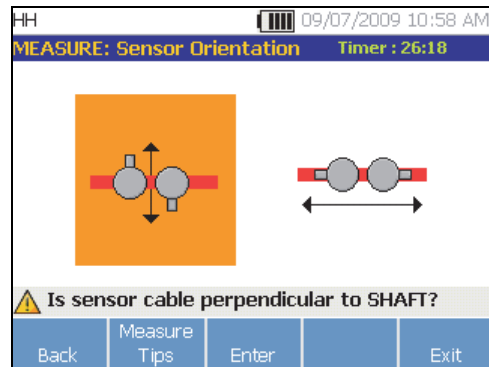 HH 09/07/2009 10:58 AM
MEASURE: Sensor Orientation Timer : 26:18
Is sensor cable perpendicular to SHAFT?
Back Measure Tips Enter Exit